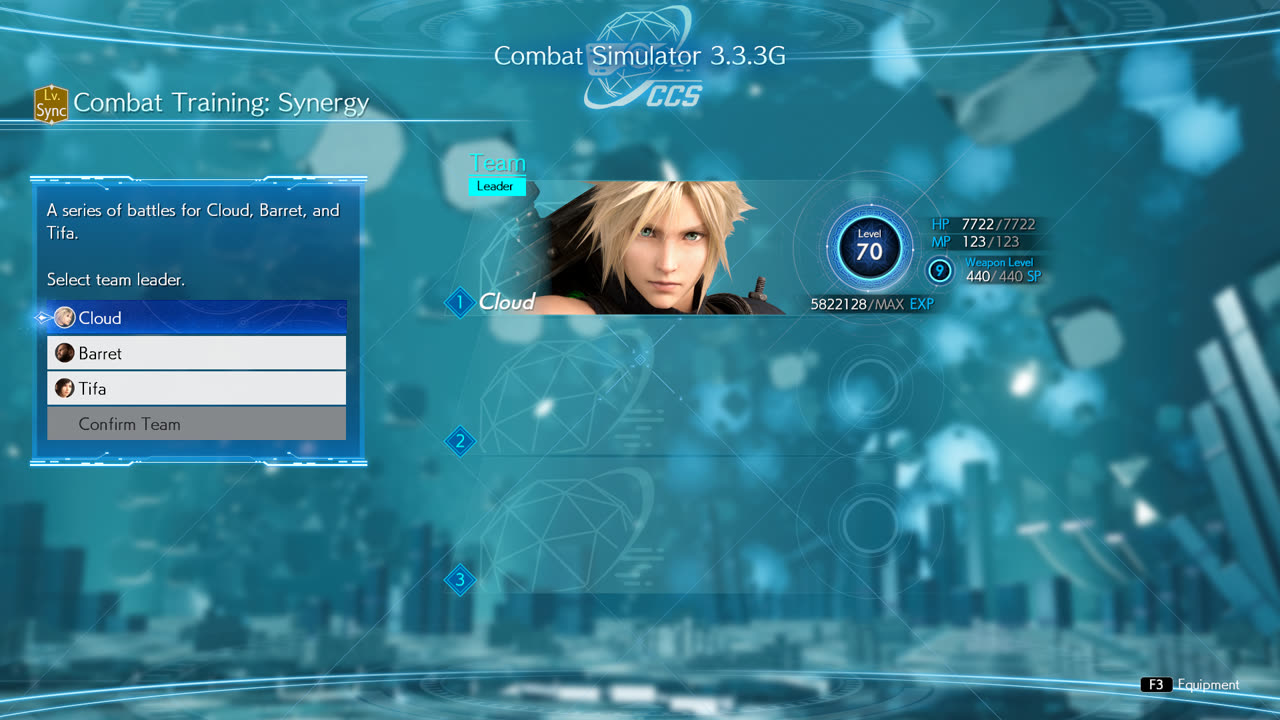 Combat Simulator 3.3.3G
CCS
Lv.
Sync
Combat Training: Synergy
A series of battles for Cloud, Barret, and
Tifa.
Select team leader.
Cloud
Barret
Tifa
Confirm Team
Team
Leader
1 Cloud
Level
70
HP 7722/7722
MP 123/123
9
Weapon Level
440/440 SP
5822128/MAX EXP
2
3
F3 Equipment